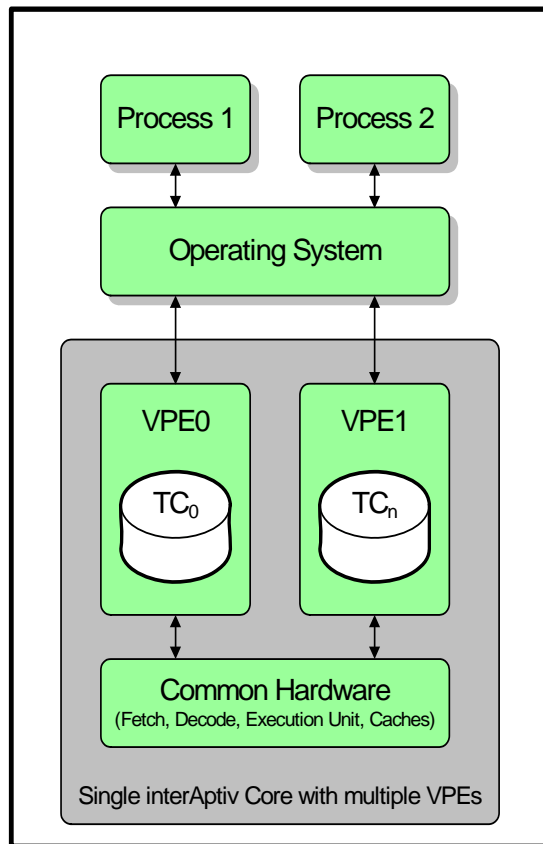 Process 1
Process 2
Operating System
VPE0
VPE1
TC0
TCn
Common Hardware
(Fetch, Decode, Execution Unit, Caches)
Single interAptiv Core with multiple VPEs